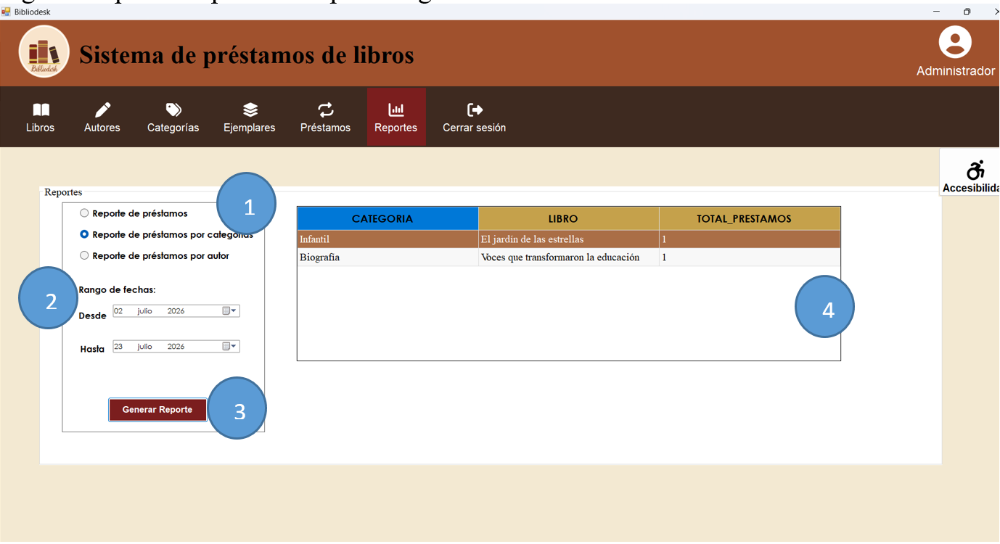 Bibliodesk
Bibliodesk
Sistema de préstamos de libros
Administrador
Libros
Autores
Categorías
Ejemplares
Préstamos
Reportes
Cerrar sesión
Accesibilida
Reportes
1
Reporte de préstamos
Reporte de préstamos por categorías
Reporte de préstamos por autor
2
Rango de fechas:
Desde
02 julio 2026
Hasta
23 julio 2026
Generar Reporte
3
CATEGORIA LIBRO TOTAL_PRESTAMOS
Infantil El jardín de las estrellas 1
Biografía Voces que transformaron la educación 1
4